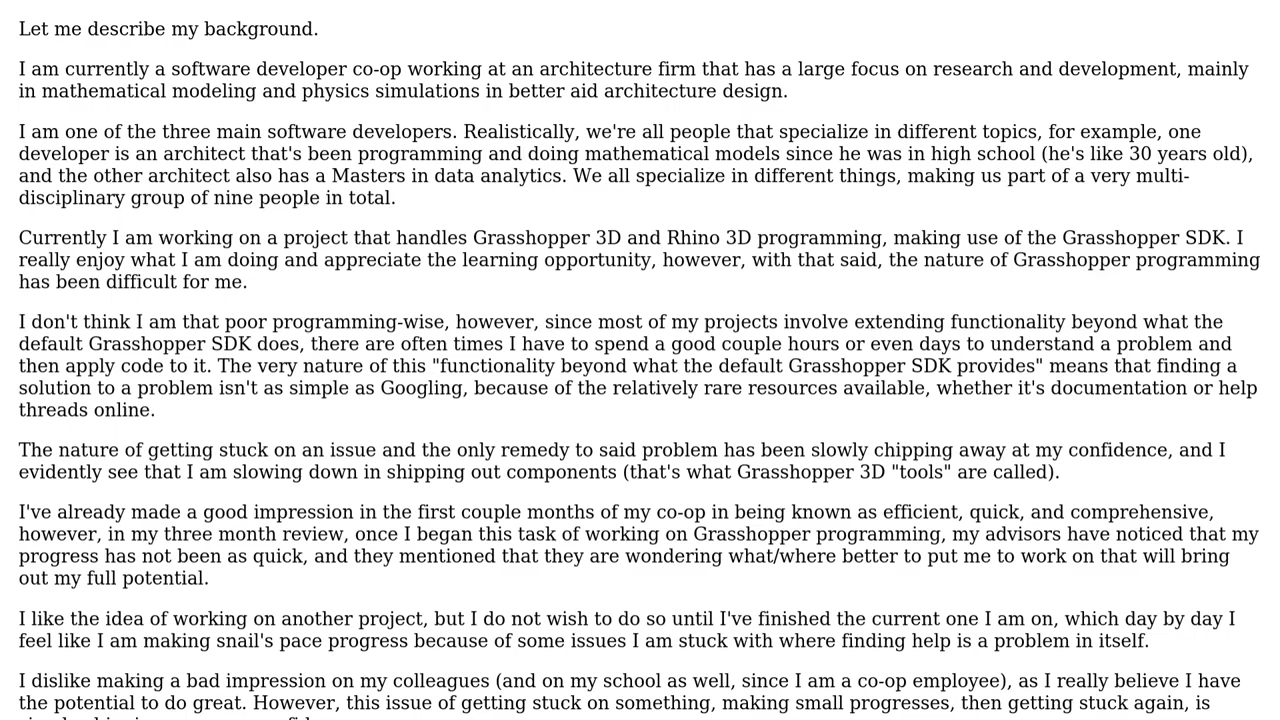 Let me describe my background.
I am currently a software developer co-op working at an architecture firm that has a large focus on research and development, mainly
in mathematical modeling and physics simulations in better aid architecture design.
I am one of the three main software developers. Realistically, we're all people that specialize in different topics, for example, one
developer is an architect that's been programming and doing mathematical models since he was in high school (he's like 30 years old),
and the other architect also has a Masters in data analytics. We all specialize in different things, making us part of a very multi-
disciplinary group of nine people in total.
Currently I am working on a project that handles Grasshopper 3D and Rhino 3D programming, making use of the Grasshopper SDK. I
really enjoy what I am doing and appreciate the learning opportunity, however, with that said, the nature of Grasshopper programming
has been difficult for me.
I don't think I am that poor programming-wise, however, since most of my projects involve extending functionality beyond what the
default Grasshopper SDK does, there are often times I have to spend a good couple hours or even days to understand a problem and
then apply code to it. The very nature of this "functionality beyond what the default Grasshopper SDK provides" means that finding a
solution to a problem isn't as simple as Googling, because of the relatively rare resources available, whether it's documentation or help
threads online.
The nature of getting stuck on an issue and the only remedy to said problem has been slowly chipping away at my confidence, and I
evidently see that I am slowing down in shipping out components (that's what Grasshopper 3D "tools" are called).
I've already made a good impression in the first couple months of my co-op in being known as efficient, quick, and comprehensive,
however, in my three month review, once I began this task of working on Grasshopper programming, my advisors have noticed that my
progress has not been as quick, and they mentioned that they are wondering what/where better to put me to work on that will bring
out my full potential.
I like the idea of working on another project, but I do not wish to do so until I've finished the current one I am on, which day by day I
feel like I am making snail's pace progress because of some issues I am stuck with where finding help is a problem in itself.
I dislike making a bad impression on my colleagues (and on my school as well, since I am a co-op employee), as I really believe I have
the potential to do great. However, this issue of getting stuck on something, making small progresses, then getting stuck again, is